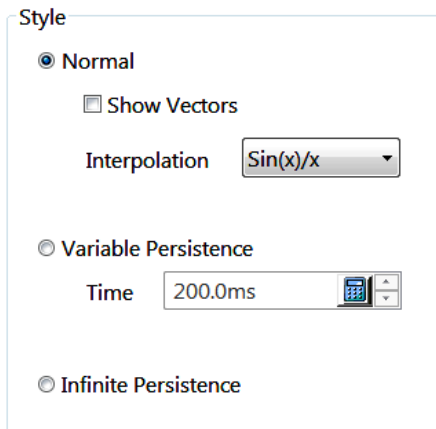 Style
Normal
Show Vectors
Interpolation Sin(x)/x
Variable Persistence
Time 200.0ms
Infinite Persistence